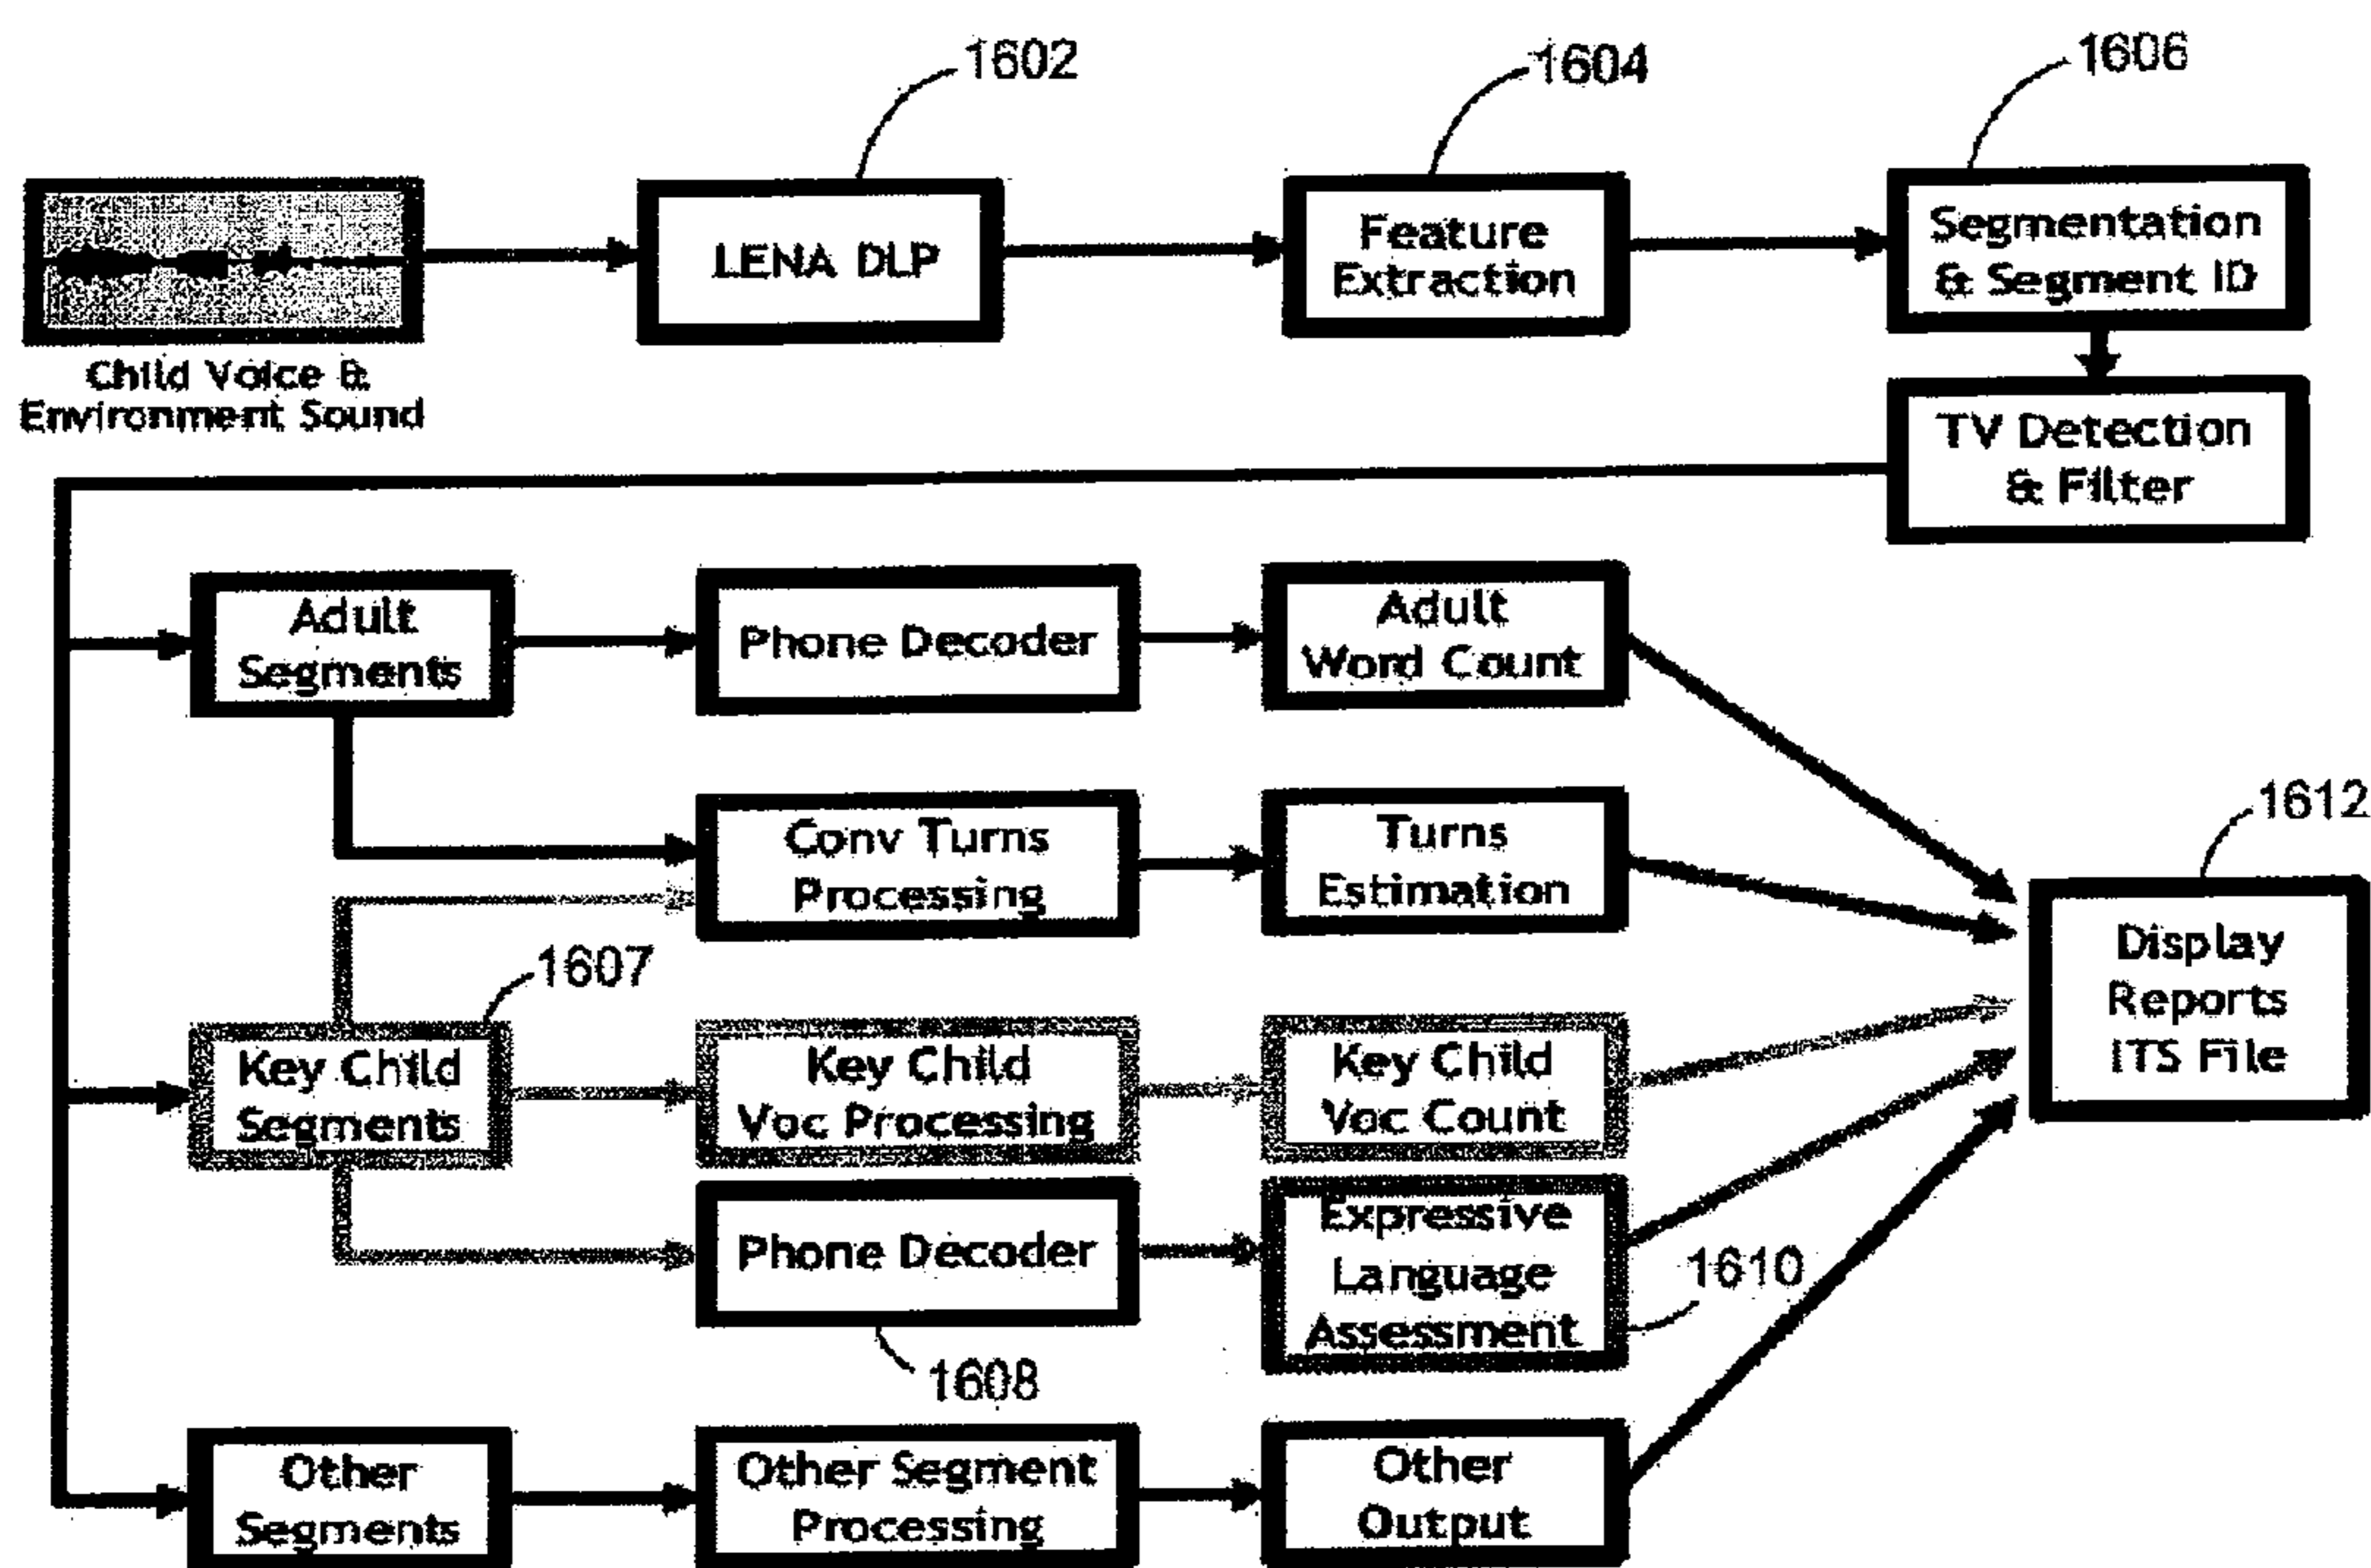 1602
1604
1606
LENA DLP
Feature
Extraction
Segmentation
& Segment ID
Child Voice &
Environment Sound
TV Detection
& Filter
Adult
Segments
Phone Decoder
Adult
Word Count
Conv Turns
Processing
Turns
Estimation
1612
Display
Reports
ITS File
1607
Key Child
Segments
Key Child
Voc Processing
Key Child
Voc Count
Phone Decoder
1608
Expressive
Language
Assessment
1610
Other
Segments
Other Segment
Processing
Other
Output